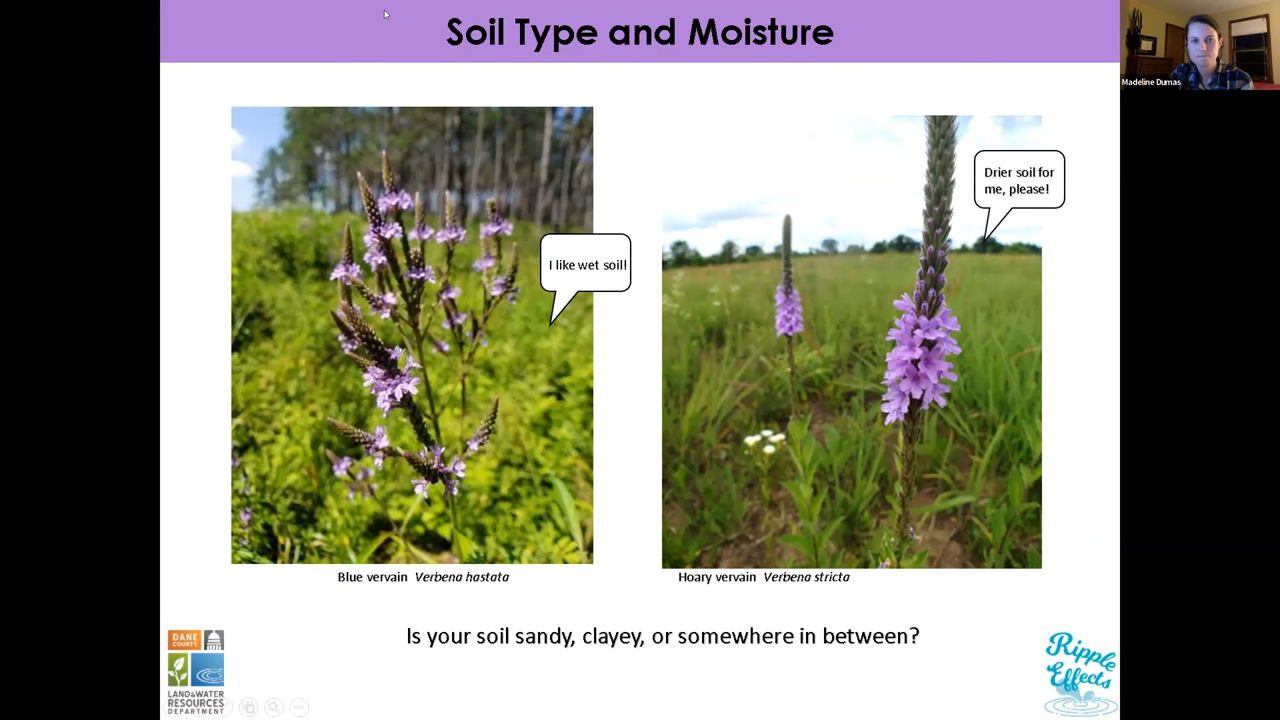 Soil Type and Moisture
Madeline Dumas
Drier soil for
me, please!
I like wet soil!
Blue vervain Verbena hastata
Hoary vervain Verbena stricta
Is your soil sandy, clayey, or somewhere in between?
DANE
COUNTY
LAND & WATER
RESOURCES
DEPARTMENT
Ripple
Effects